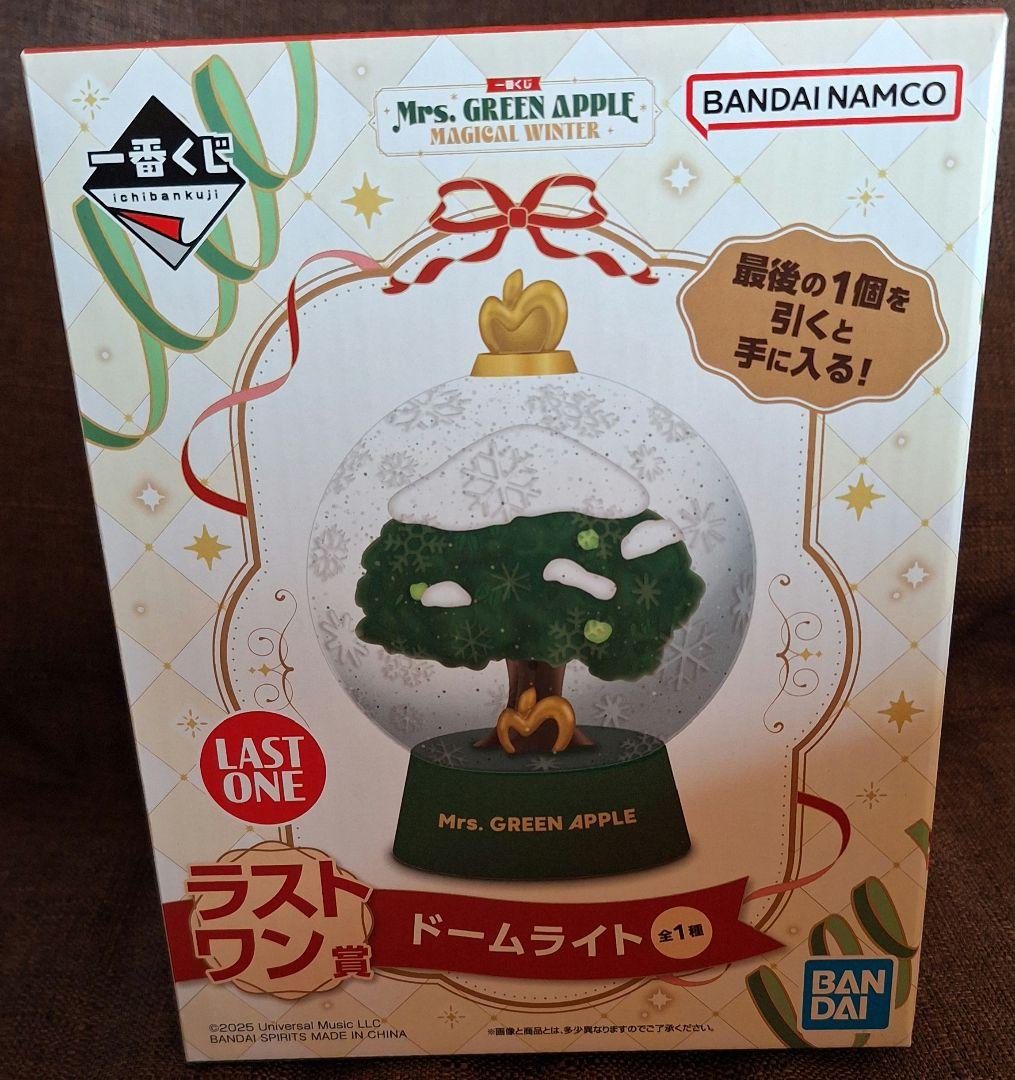 一番くじ
ichibankuji
一番くじ
Mrs. GREEN APPLE
MAGICAL WINTER
BANDAI NAMCO
最後の1個を
引くと
手に入る!
Mrs. GREEN APPLE
LAST
ONE
ラスト
ワン賞
ドームライト 全1種
BAN
DAI
©2025 Universal Music LLC
BANDAI SPIRITS MADE IN CHINA
※画像と商品とは、多少異なりますのでご了承ください。